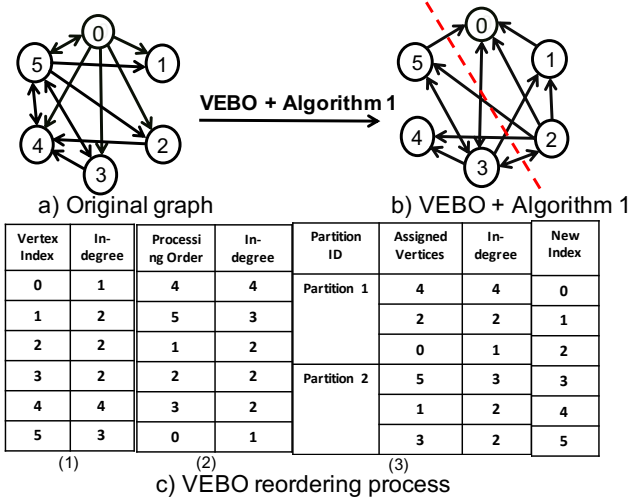 0
5
1
4
2
3
a) Original graph
VEBO + Algorithm 1
0
5
1
4
2
3
b) VEBO + Algorithm 1
Vertex Index In-degree
0 1
1 2
2 2
3 2
4 4
5 3
(1)
Processi ng Order In-degree
4 4
5 3
1 2
2 2
3 2
0 1
(2)
Partition ID Assigned Vertices In-degree New Index
Partition 1 4 4 0
2 2 1
0 1 2
Partition 2 5 3 3
1 2 4
3 2 5
(3)
c) VEBO reordering process